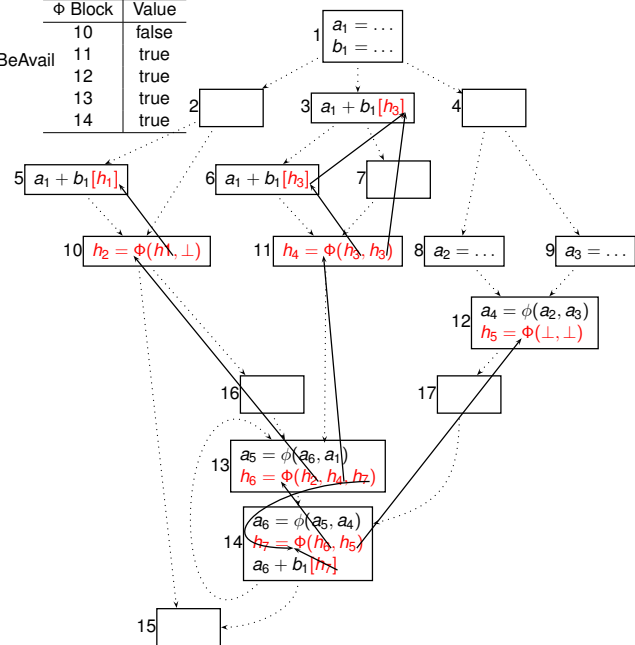 Φ Block Value
10 false
BeAvail 11 true
12 true
13 true
14 true
1 a₁ = …
b₁ = …
2
3 a₁ + b₁[h₃]
4
5 a₁ + b₁[h₁]
6 a₁ + b₁[h₃]
7
10 h₂ = Φ(h1, ⊥)
11 h₄ = Φ(h₃, h₃)
8 a₂ = …
9 a₃ = …
12 a₄ = ϕ(a₂, a₃)
h₅ = Φ(⊥, ⊥)
16
17
13 a₅ = ϕ(a₆, a₁)
h₆ = Φ(h₂, h₄, h₇)
14 a₆ = ϕ(a₅, a₄)
h₇ = Φ(h₆, h₅)
a₆ + b₁[h₇]
15